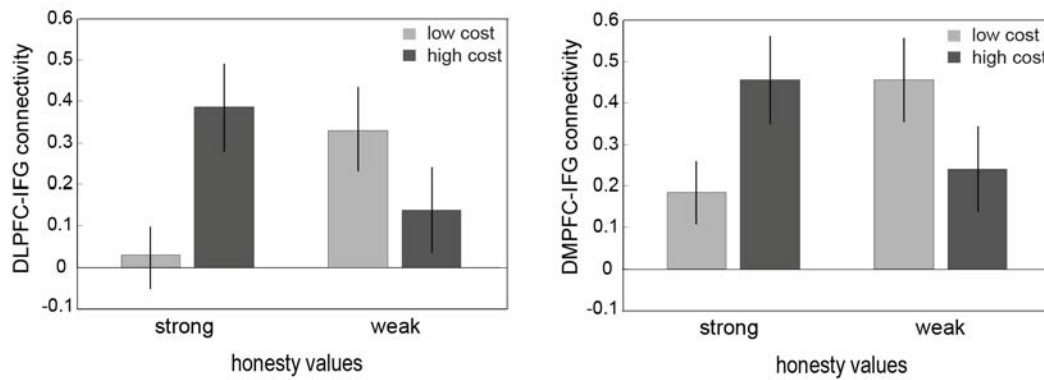 DLPFC-IFG connectivity
0.6
0.5
0.4
0.3
0.2
0.1
0
-0.1
low cost
high cost
strong
weak
honesty values
DMPFC-IFG connectivity
0.6
0.5
0.4
0.3
0.2
0.1
0
-0.1
low cost
high cost
strong
weak
honesty values